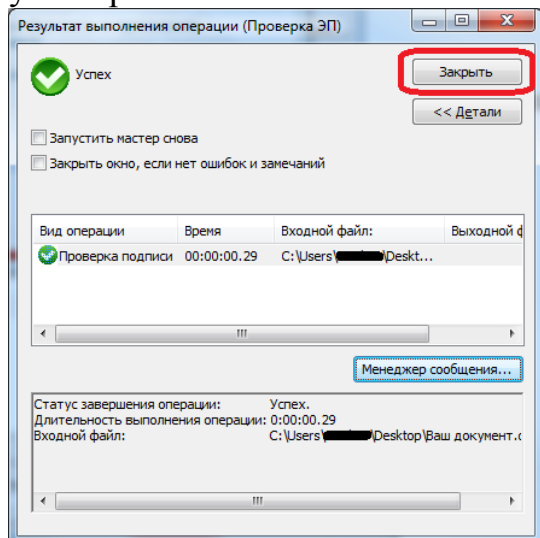 Результат выполнения операции (Проверка ЭП)
Успех
Закрыть
<< Детали
Запустить мастер снова
Закрыть окно, если нет ошибок и замечаний
Вид операции Время Входной файл: Выходной ф
Проверка подписи 00:00:00.29 C:\Users\ \Deskt...
Менеджер сообщения...
Статус завершения операции: Успех.
Длительность выполнения операции: 0:00:00.29
Входной файл: C:\Users\ \Desktop\Ваш документ.